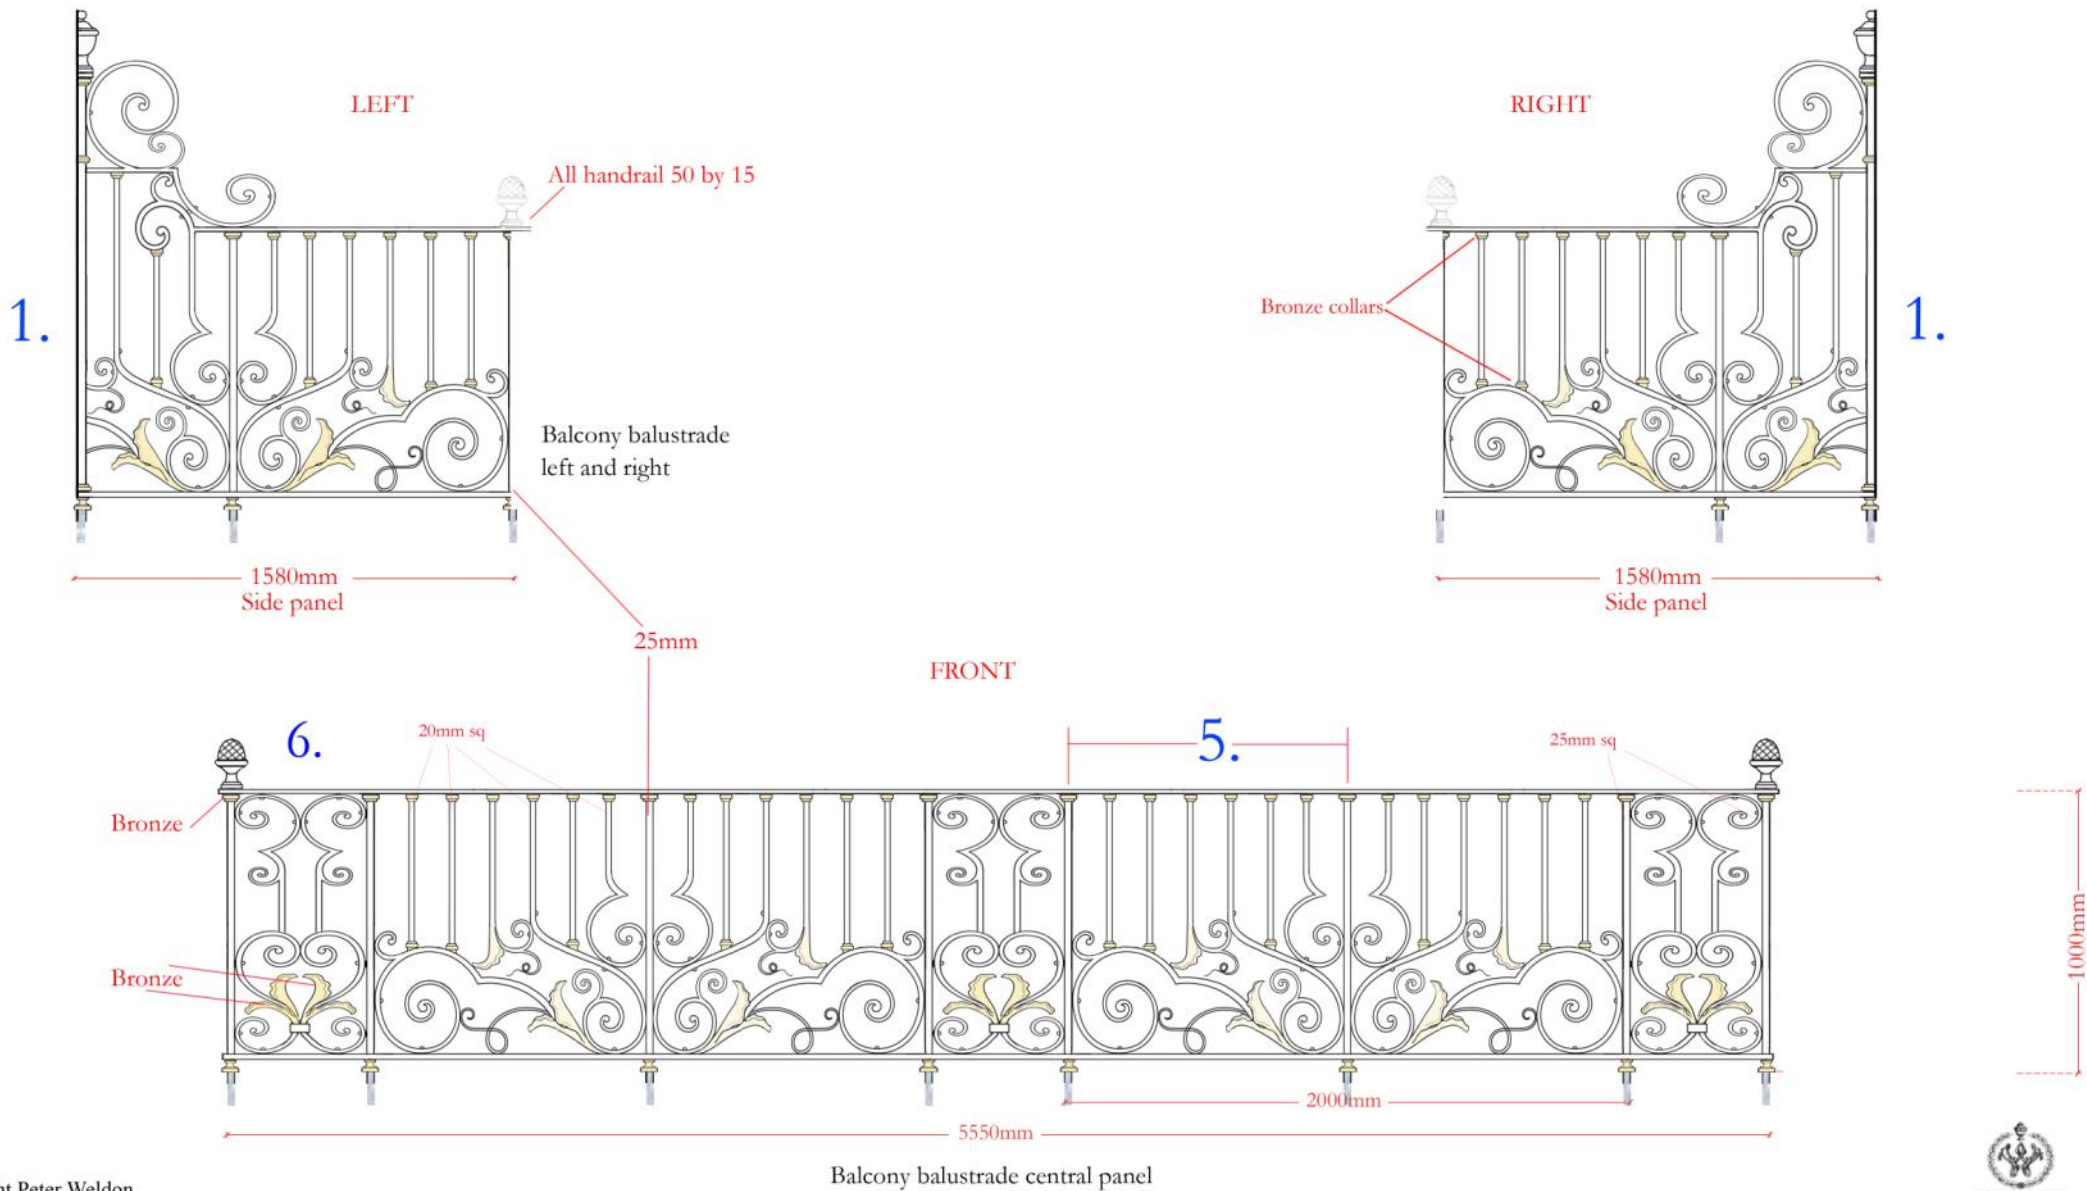 LEFT
RIGHT
All handrail 50 by 15
1.
Bronze collars
1.
Balcony balustrade
left and right
1580mm
Side panel
1580mm
Side panel
25mm
FRONT
6.
20mm sq
5.
25mm sq
Bronze
Bronze
1000mm
2000mm
5550mm
Balcony balustrade central panel
Peter Weldon